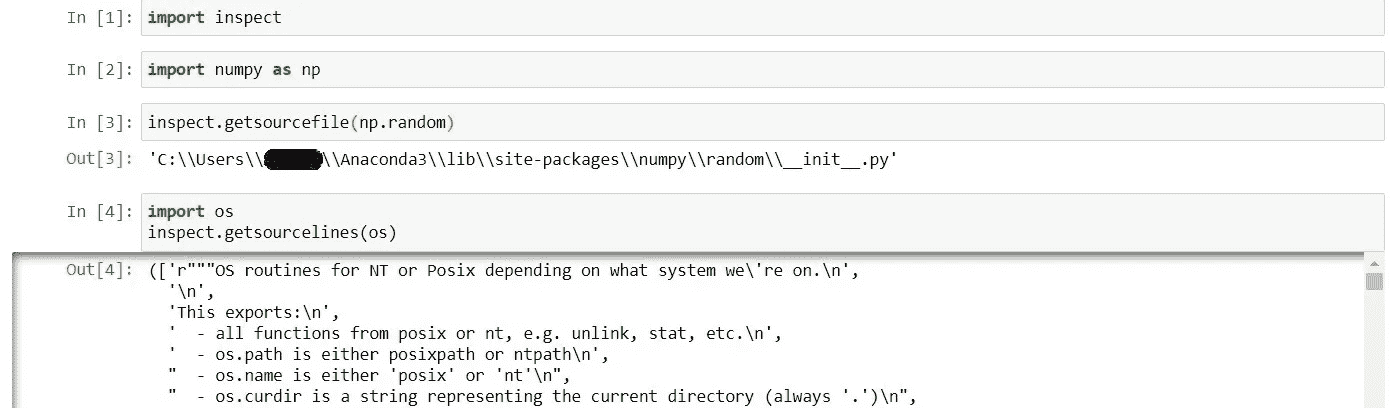 In [1]: import inspect
In [2]: import numpy as np
In [3]: inspect.getsourcefile(np.random)
Out[3]: 'C:\\Users\\ \\Anaconda3\\lib\\site-packages\\numpy\\random\\__init__.py'
In [4]: import os
inspect.getsourcelines(os)
Out[4]: (['r"""OS routines for NT or Posix depending on what system we\'re on.\n',
'\n',
'This exports:\n',
'  - all functions from posix or nt, e.g. unlink, stat, etc.\n',
'  - os.path is either posixpath or ntpath\n',
"  - os.name is either 'posix' or 'nt'\n",
"  - os.curdir is a string representing the current directory (always '.')\n",